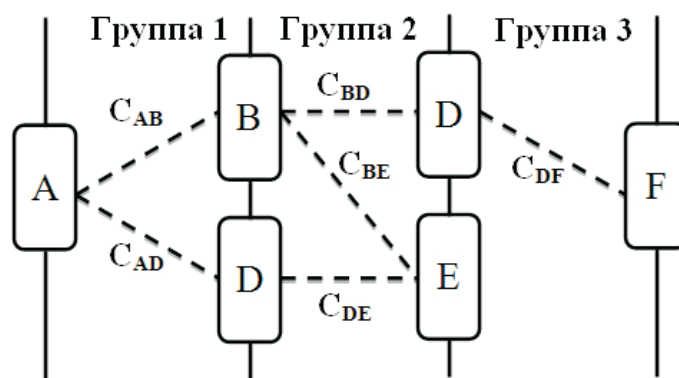 Группа 1 Группа 2 Группа 3
C_AB B C_BD D
A C_BE C_DF F
C_AD D C_DE E